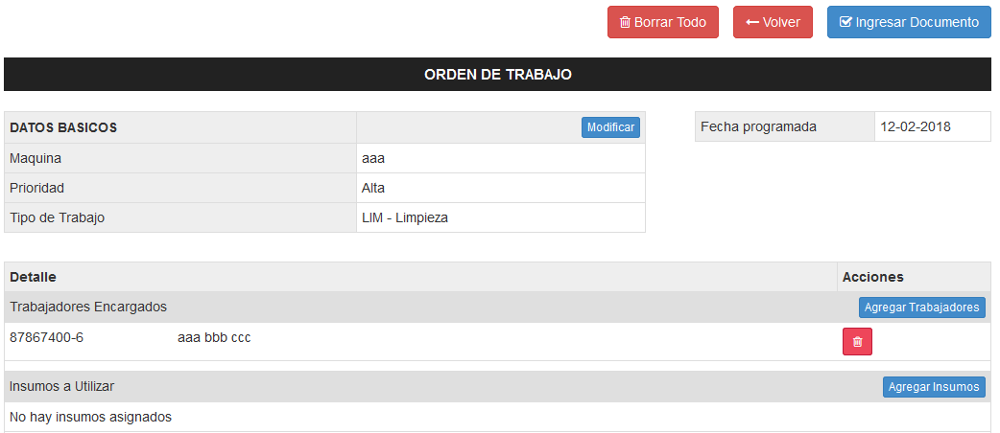 Borrar Todo Volver Ingresar Documento
ORDEN DE TRABAJO
DATOS BASICOS Modificar Fecha programada 12-02-2018
Maquina aaa
Prioridad Alta
Tipo de Trabajo LIM - Limpieza
Detalle Acciones
Trabajadores Encargados Agregar Trabajadores
87867400-6 aaa bbb ccc
Insumos a Utilizar Agregar Insumos
No hay insumos asignados